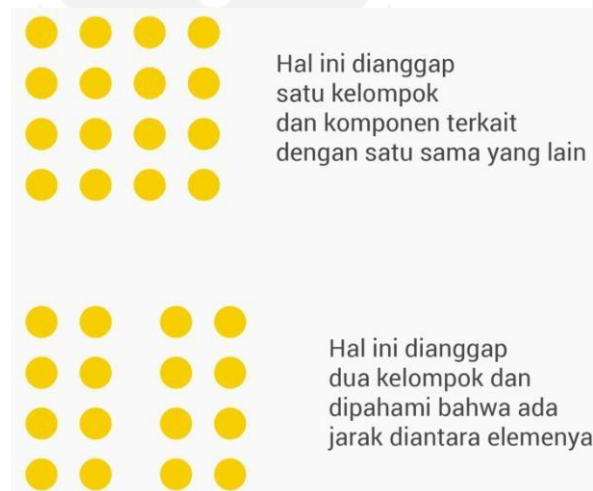 Hal ini dianggap
satu kelompok
dan komponen terkait
dengan satu sama yang lain
Hal ini dianggap
dua kelompok dan
dipahami bahwa ada
jarak diantara elemenya